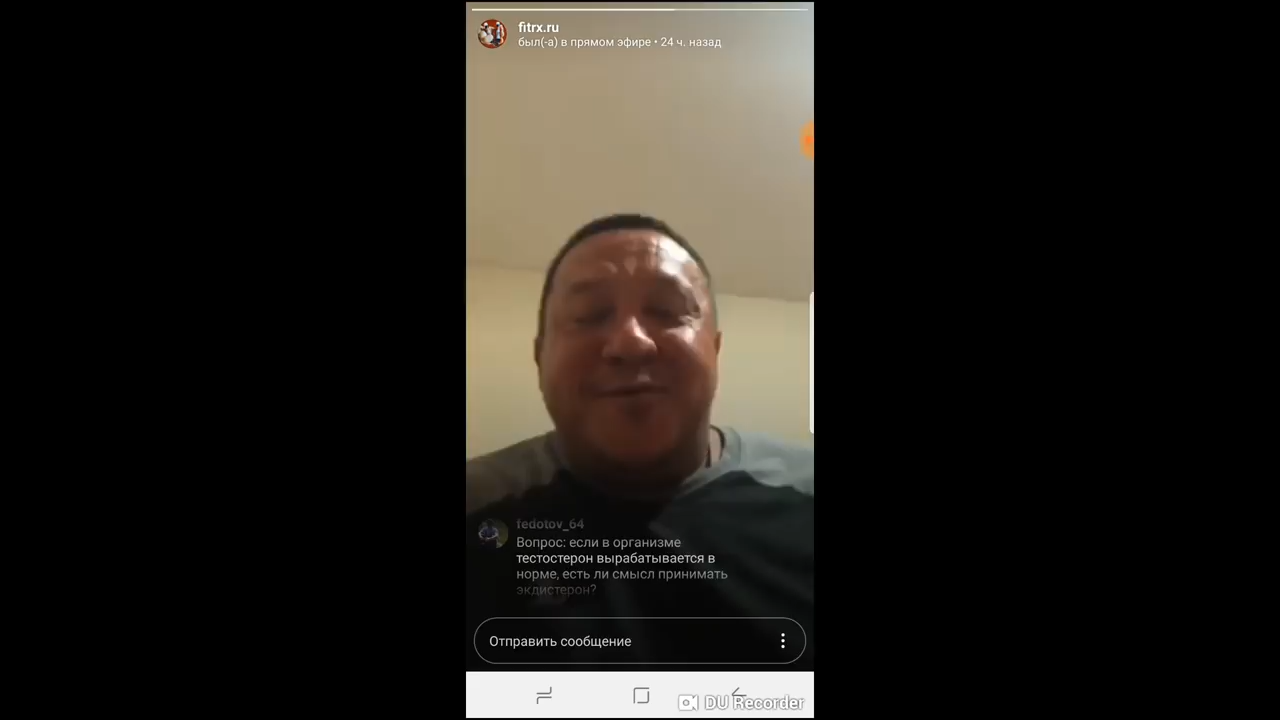 fitrx.ru
был(-а) в прямом эфире • 24 ч. назад
fedotov_64
Вопрос: если в организме
тестостерон вырабатывается в
норме, есть ли смысл принимать
экдистерон?
Отправить сообщение
DU Recorder